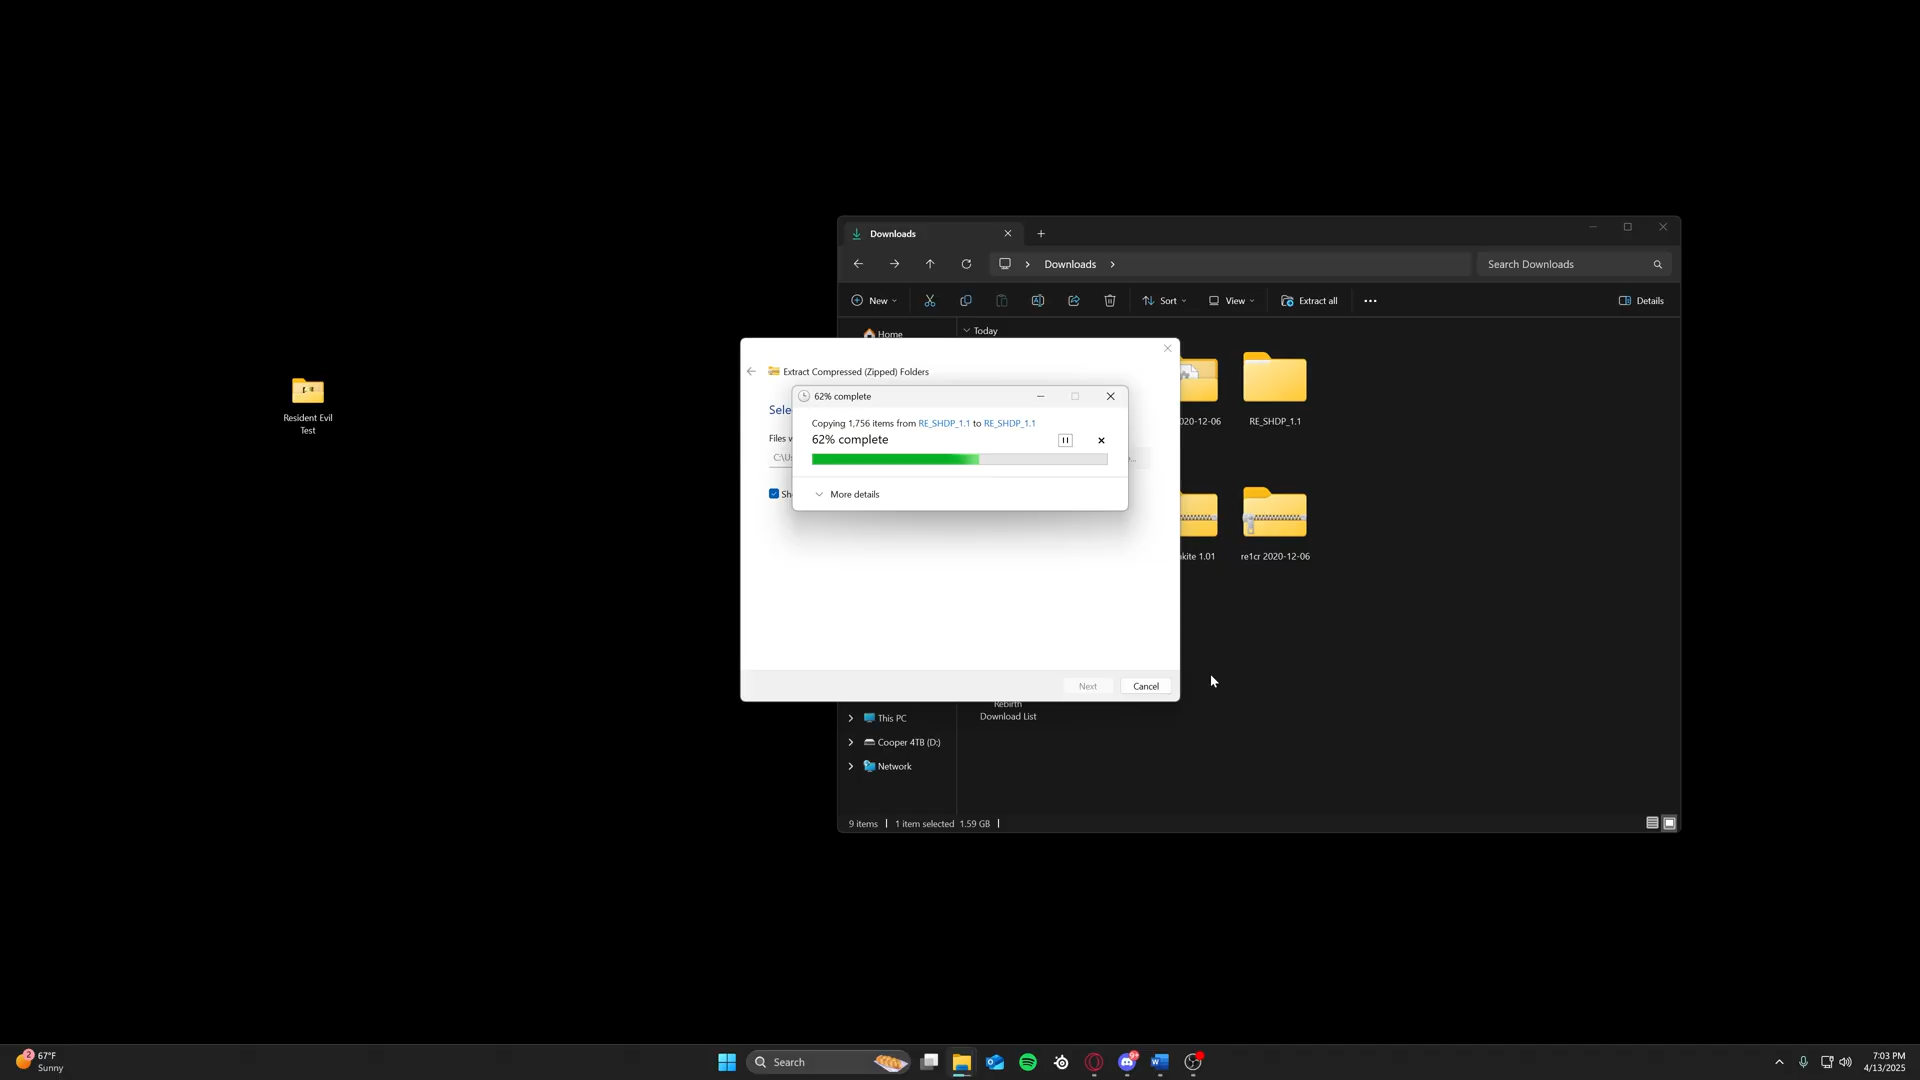 Resident Evil
Test
Downloads
Downloads
Search Downloads
New
Sort
View
Extract all
Details
Home
Today
020-12-06
RE_SHDP_1.1
kite 1.01
re1cr 2020-12-06
Extract Compressed (Zipped) Folders
Sele
Files w
C:\Us
Sh
62% complete
Copying 1,756 items from RE_SHDP_1.1 to RE_SHDP_1.1
62% complete
More details
Next
Cancel
Rebirth
Download List
This PC
Cooper 4TB (D:)
Network
9 items
1 item selected 1.59 GB
67°F
Sunny
Search
7:03 PM
4/13/2025